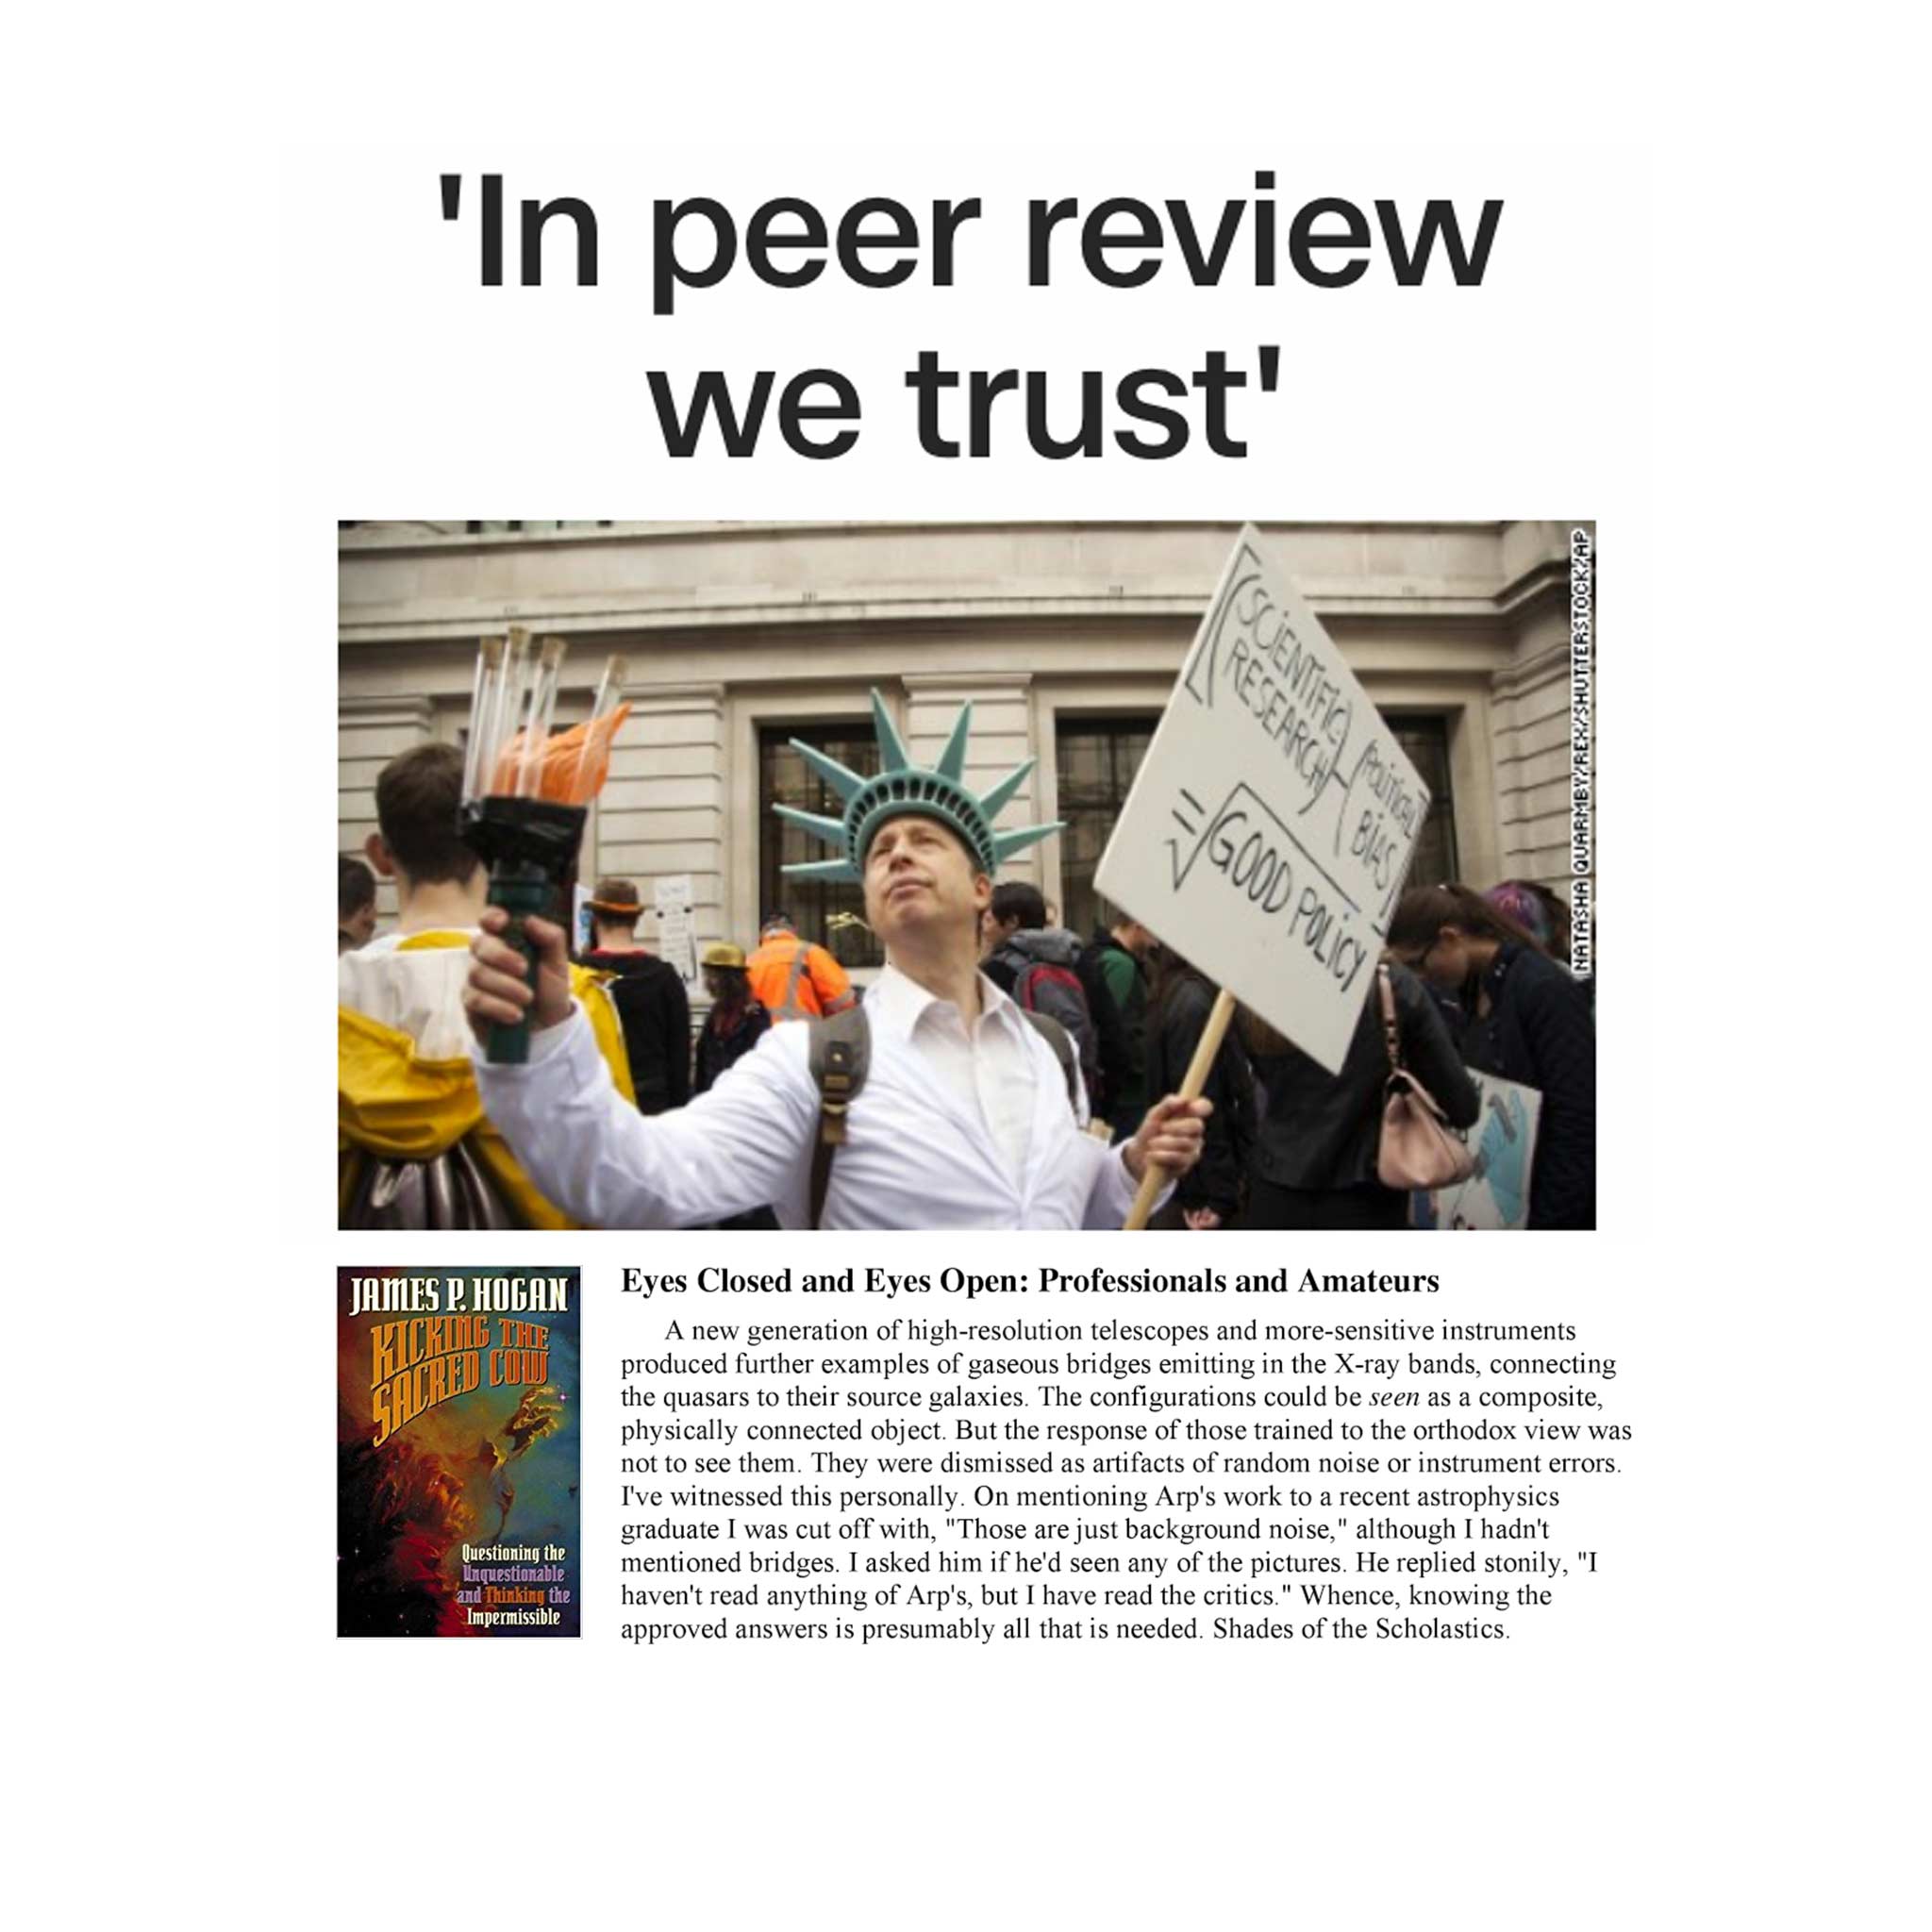 'In peer review
we trust'
NATASHA QUARMBY/REX/SHUTTERSTOCK/AP
SCIENTIFIC
RESEARCH
POLITICAL
BIAS
=
√GOOD POLICY
JAMES P. HOGAN
KICKING THE
SACRED COW
Questioning the
Unquestionable
and Thinking the
Impermissible
Eyes Closed and Eyes Open: Professionals and Amateurs
A new generation of high-resolution telescopes and more-sensitive instruments
produced further examples of gaseous bridges emitting in the X-ray bands, connecting
the quasars to their source galaxies. The configurations could be seen as a composite,
physically connected object. But the response of those trained to the orthodox view was
not to see them. They were dismissed as artifacts of random noise or instrument errors.
I've witnessed this personally. On mentioning Arp's work to a recent astrophysics
graduate I was cut off with, "Those are just background noise," although I hadn't
mentioned bridges. I asked him if he'd seen any of the pictures. He replied stonily, "I
haven't read anything of Arp's, but I have read the critics." Whence, knowing the
approved answers is presumably all that is needed. Shades of the Scholastics.